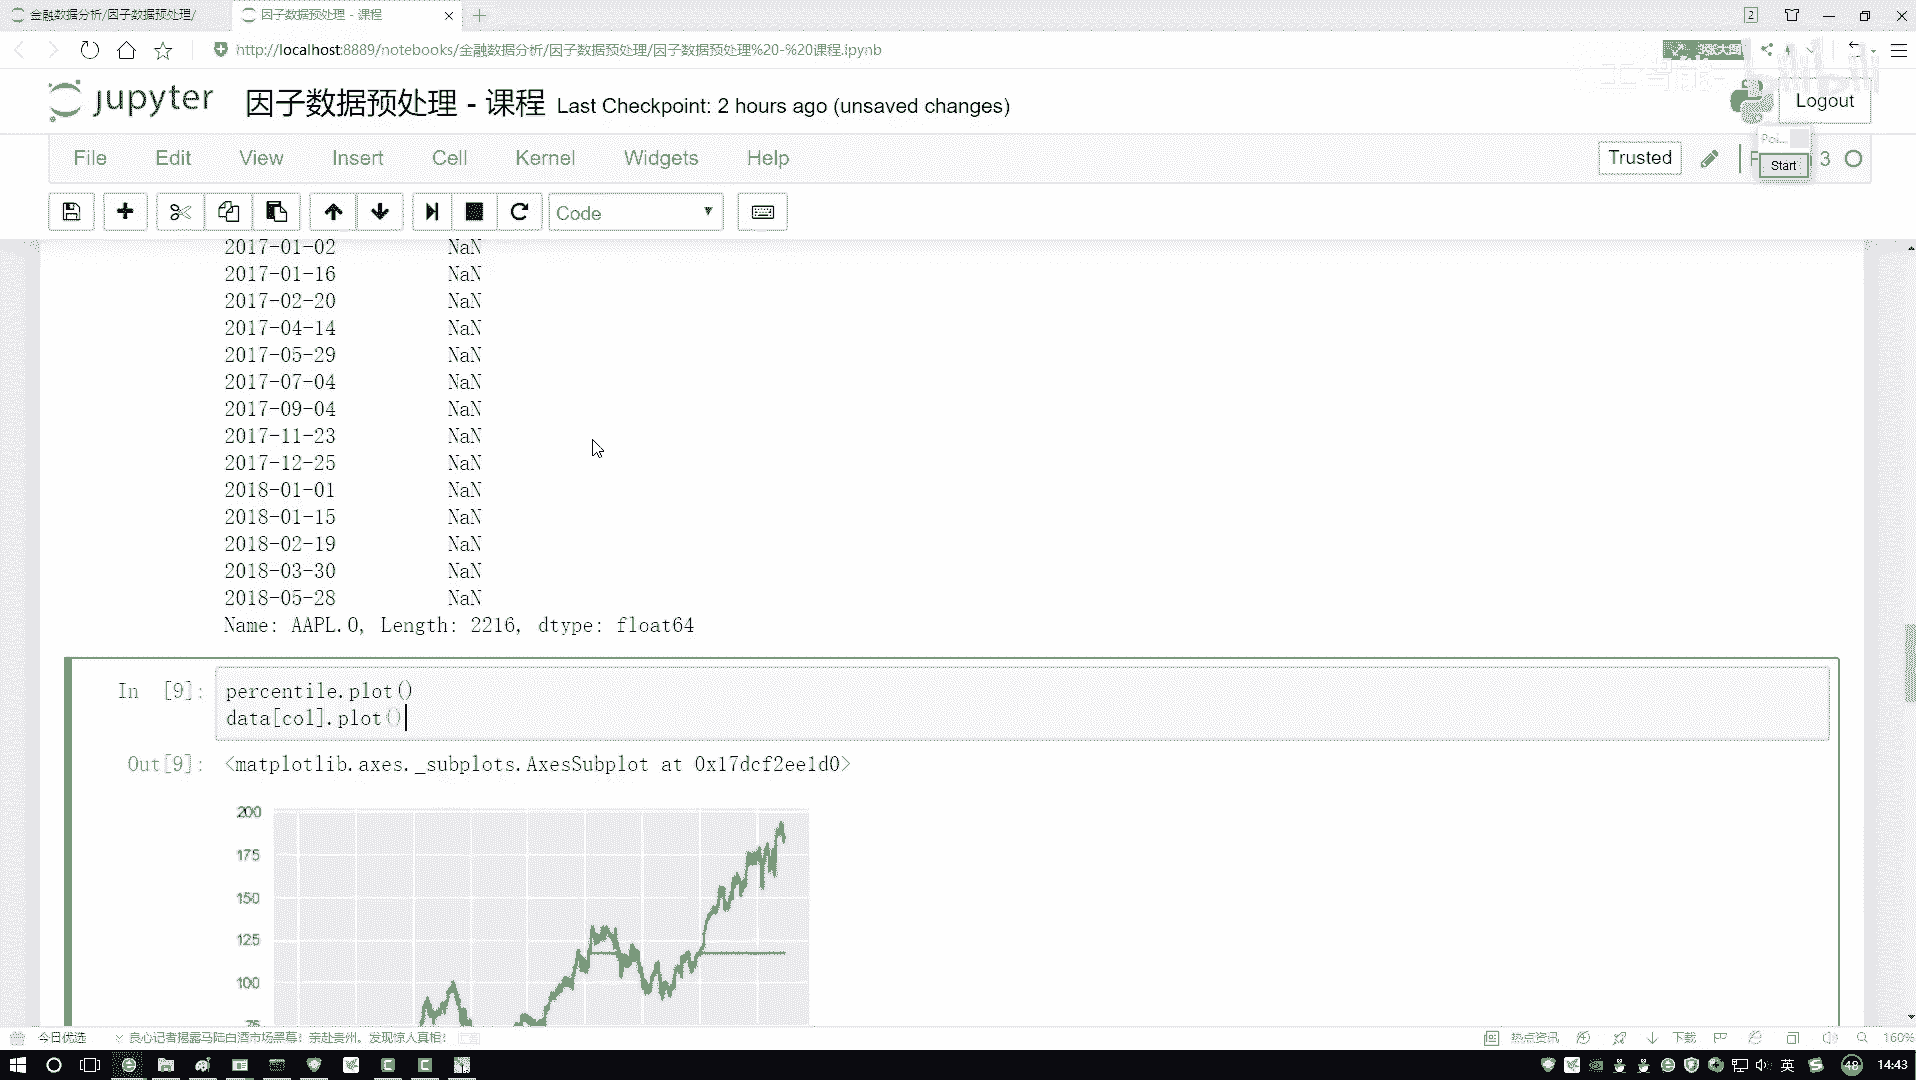 金融数据分析/因子数据预处理/
因子数据预处理 - 课程
2
http://localhost:8889/notebooks/金融数据分析/因子数据预处理/因子数据预处理%20-%20课程.ipynb
jupyter 因子数据预处理 - 课程 Last Checkpoint: 2 hours ago (unsaved changes)
Logout
File Edit View Insert Cell Kernel Widgets Help
Trusted
3
Start
Code
2017-01-02 NaN
2017-01-16 NaN
2017-02-20 NaN
2017-04-14 NaN
2017-05-29 NaN
2017-07-04 NaN
2017-09-04 NaN
2017-11-23 NaN
2017-12-25 NaN
2018-01-01 NaN
2018-01-15 NaN
2018-02-19 NaN
2018-03-30 NaN
2018-05-28 NaN
Name: AAPL.O, Length: 2216, dtype: float64
In [9]: percentile.plot()
data[col].plot()
Out[9]: <matplotlib.axes._subplots.AxesSubplot at 0x17dcf2ee1d0>
200
175
150
125
100
75
今日优选
良心记者揭露马陆白酒市场黑幕！亲赴贵州。发现惊人真相！
热点资讯
下载
160%
英
48
14:43